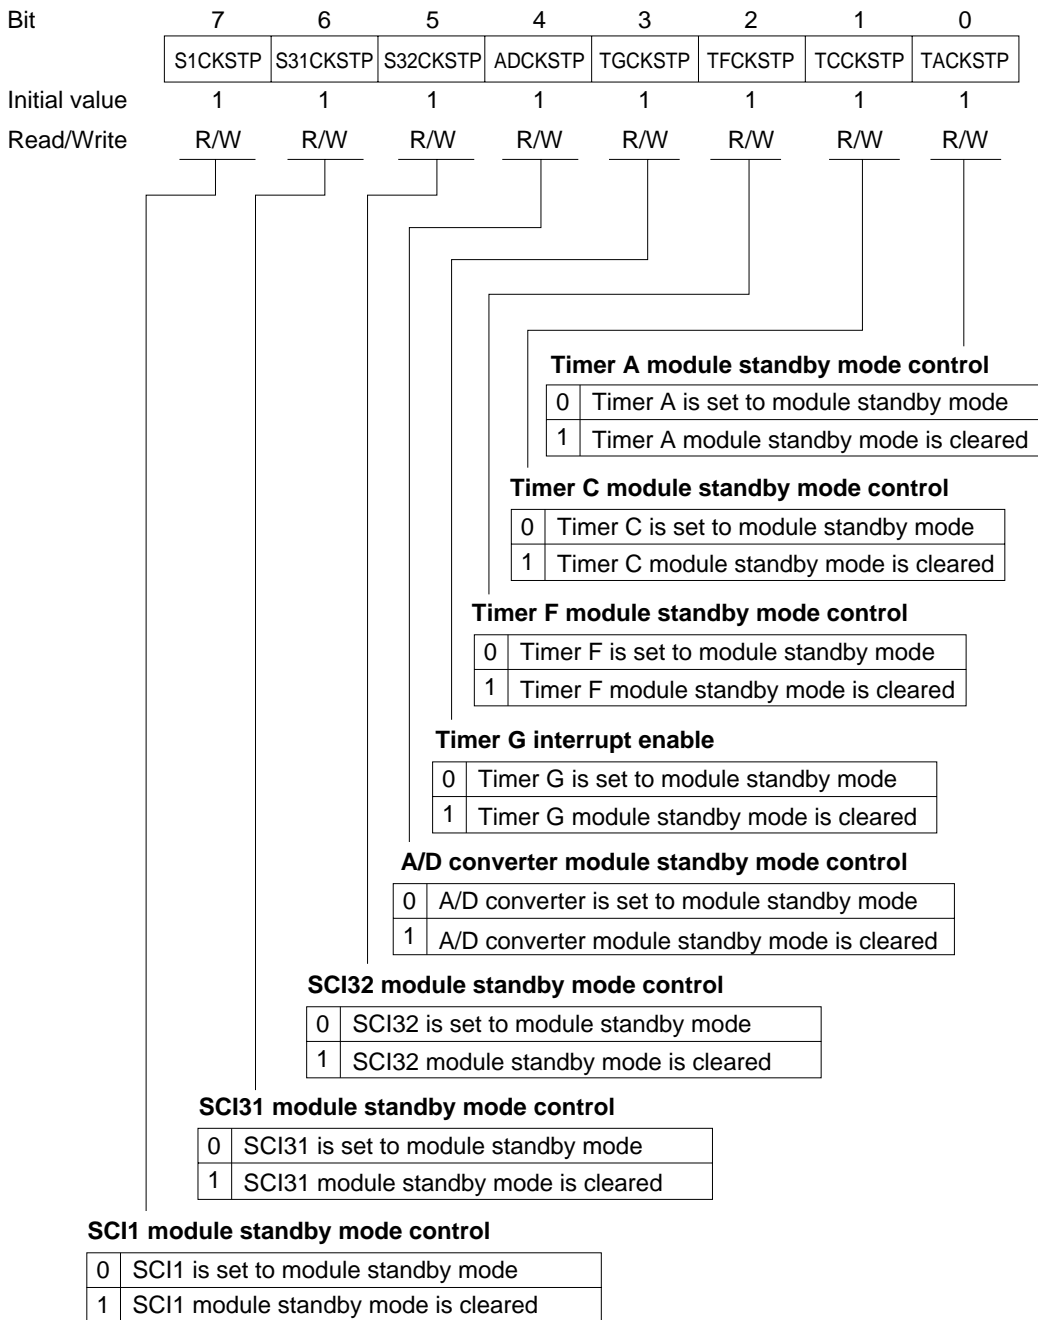 Bit 7 6 5 4 3 2 1 0
S1CKSTP S31CKSTP S32CKSTP ADCKSTP TGCKSTP TFCKSTP TCCKSTP TACKSTP
Initial value 1 1 1 1 1 1 1 1
Read/Write R/W R/W R/W R/W R/W R/W R/W R/W
Timer A module standby mode control
0 Timer A is set to module standby mode
1 Timer A module standby mode is cleared
Timer C module standby mode control
0 Timer C is set to module standby mode
1 Timer C module standby mode is cleared
Timer F module standby mode control
0 Timer F is set to module standby mode
1 Timer F module standby mode is cleared
Timer G interrupt enable
0 Timer G is set to module standby mode
1 Timer G module standby mode is cleared
A/D converter module standby mode control
0 A/D converter is set to module standby mode
1 A/D converter module standby mode is cleared
SCI32 module standby mode control
0 SCI32 is set to module standby mode
1 SCI32 module standby mode is cleared
SCI31 module standby mode control
0 SCI31 is set to module standby mode
1 SCI31 module standby mode is cleared
SCI1 module standby mode control
0 SCI1 is set to module standby mode
1 SCI1 module standby mode is cleared